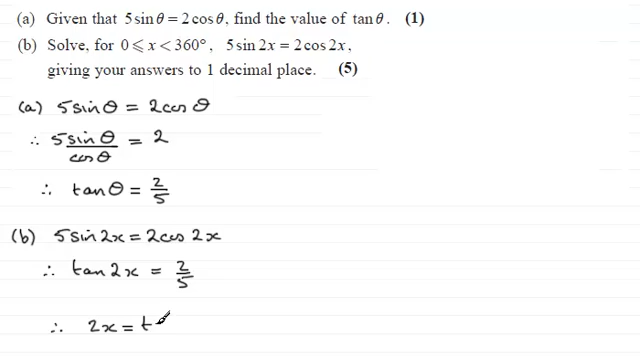 (a) Given that 5 sin θ = 2 cos θ, find the value of tan θ. (1)
(b) Solve, for 0 ⩽ x < 360°, 5 sin 2x = 2 cos 2x,
giving your answers to 1 decimal place. (5)
(a) 5 sin θ = 2 cos θ
∴ 5 sin θ / cos θ = 2
∴ tan θ = 2/5
(b) 5 sin 2x = 2 cos 2x
∴ tan 2x = 2/5
∴ 2x = t